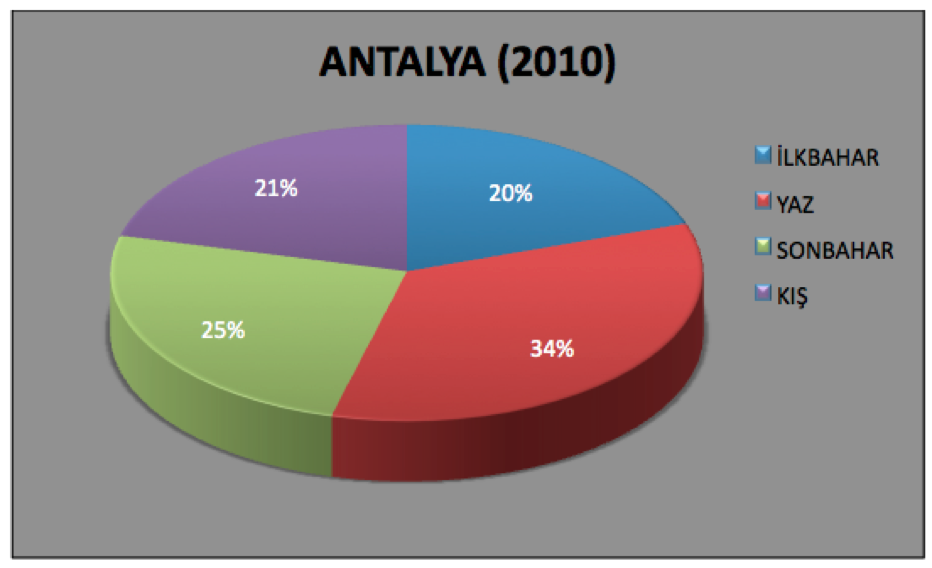 ANTALYA (2010)
21%
20%
25%
34%
İLKBAHAR
YAZ
SONBAHAR
KIŞ